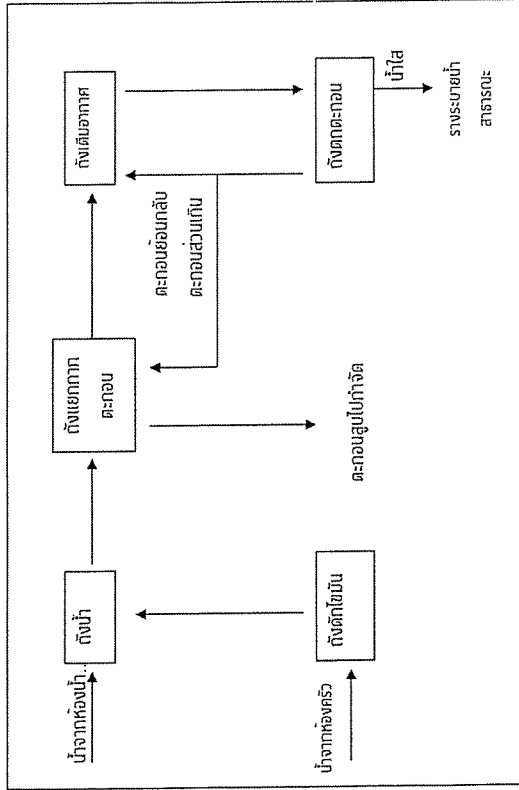 น้ำจากห้องน้ำ..
ถังน้ำ
ถังแยกกาก
ตะกอน
ถังเติมอากาศ
ตะกอนย้อนกลับ
ตะกอนส่วนเกิน
น้ำจากห้องครัว
ถังดักไขมัน
ตะกอนสูบไปกำจัด
ถังตกตะกอน
น้ำใส
รางระบายน้ำ
สาธารณะ